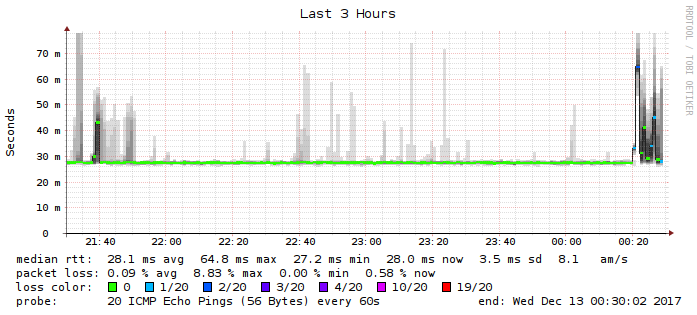 Last 3 Hours
RRDTOOL / TOBI OETIKER
Seconds
70 m
60 m
50 m
40 m
30 m
20 m
10 m
0
21:40 22:00 22:20 22:40 23:00 23:20 23:40 00:00 00:20
median rtt: 28.1 ms avg 64.8 ms max 27.2 ms min 28.0 ms now 3.5 ms sd 8.1 am/s
packet loss: 0.09 % avg 8.83 % max 0.00 % min 0.58 % now
loss color: 0 1/20 2/20 3/20 4/20 10/20 19/20
probe: 20 ICMP Echo Pings (56 Bytes) every 60s end: Wed Dec 13 00:30:02 2017